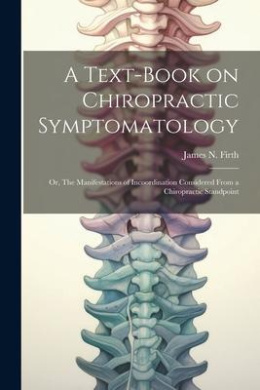 A Text-Book on
Chiropractic
Symptomatology
James N. Firth
Or, The Manifestations of Incoordination Considered From a
Chiropractic Standpoint